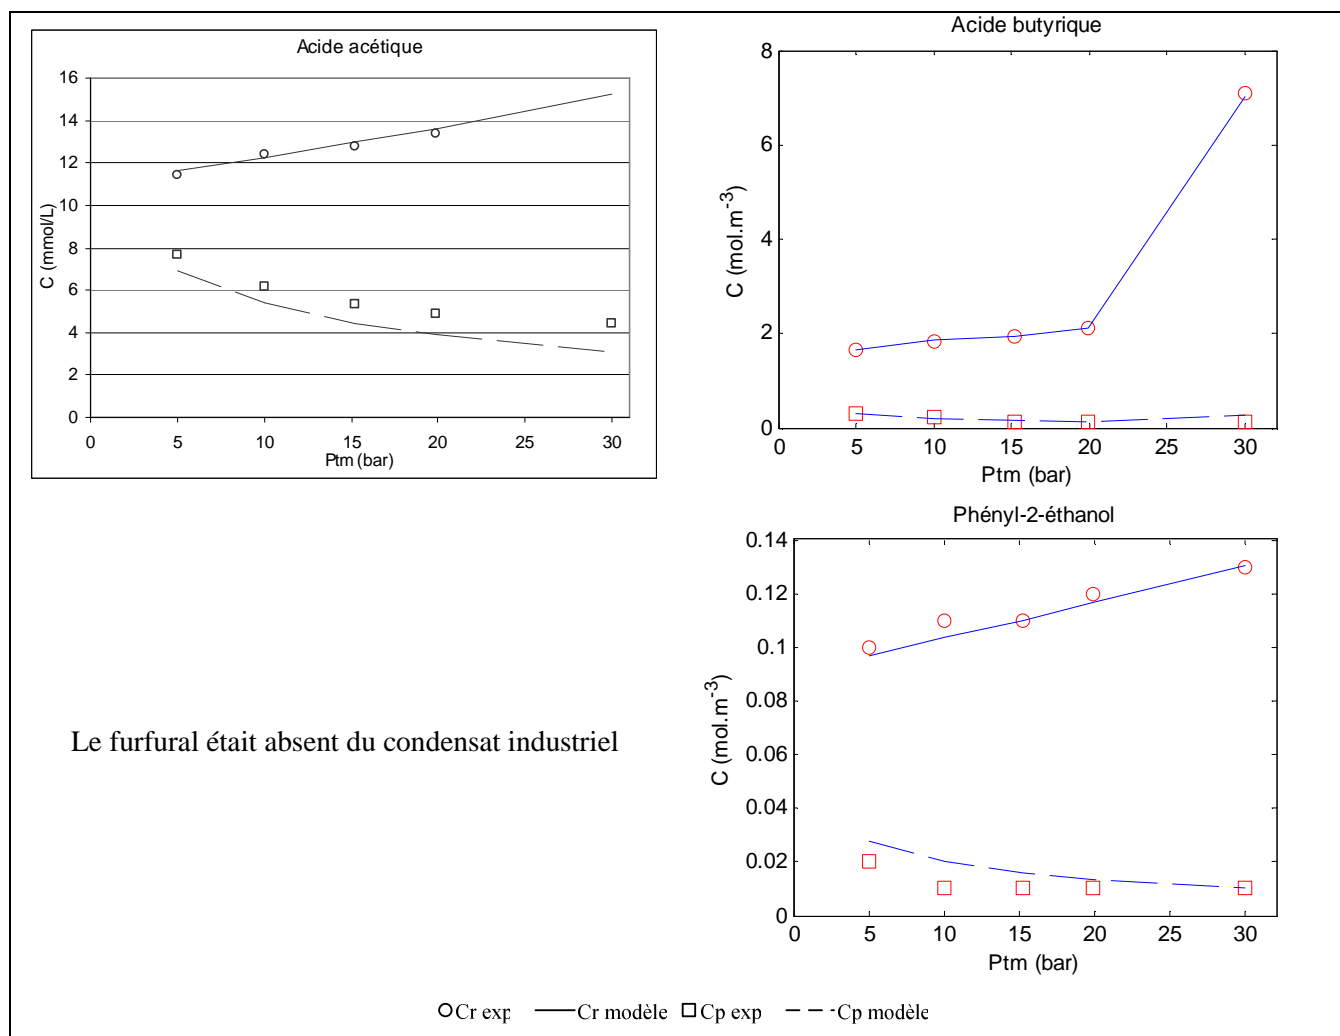 Acide acétique
16
14
12
10
8
6
4
2
0
C (mmol/L)
0 5 10 15 20 30
Ptm (bar)
Acide butyrique
8
6
4
2
0
C (mol.m-3)
0 5 10 15 20 25 30
Ptm (bar)
Le furfural était absent du condensat industriel
Phényl-2-éthanol
0.14
0.12
0.1
0.08
0.06
0.04
0.02
0
C (mol.m-3)
0 5 10 15 20 25 30
Ptm (bar)
Cr exp Cr modèle Cp exp Cp modèle